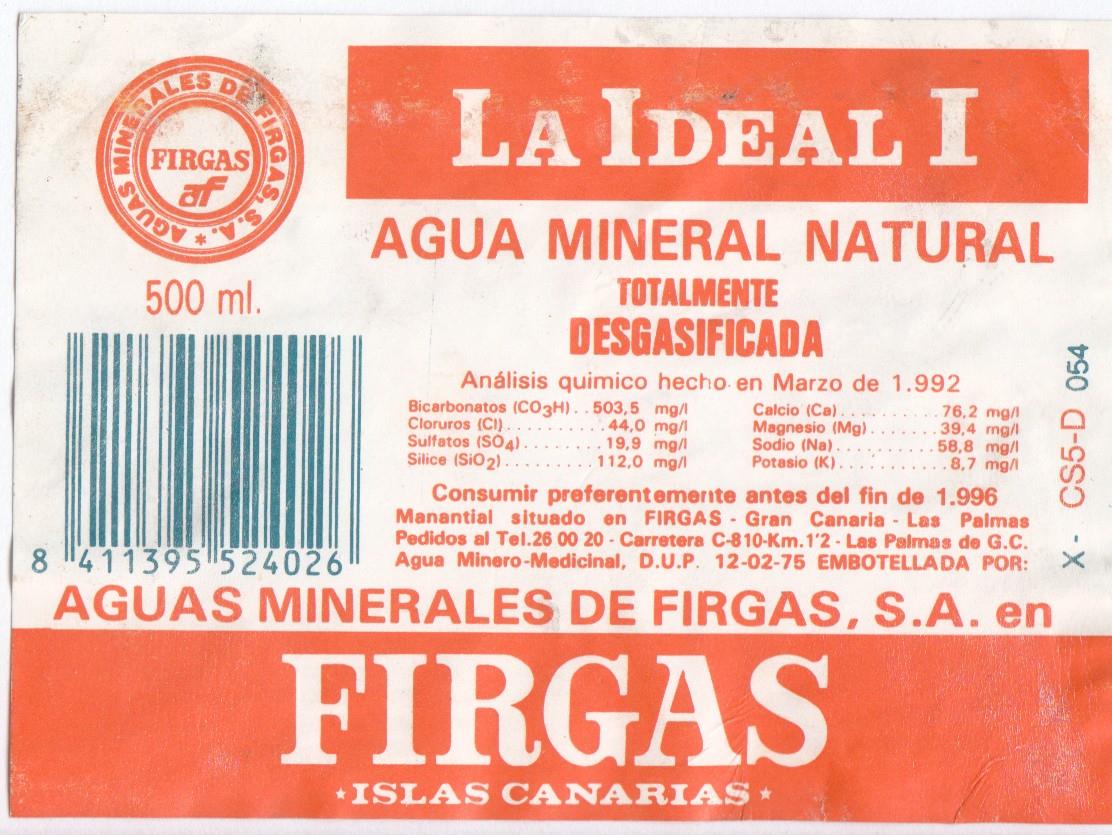 AGUAS MINERALES DE FIRGAS, S.A. *
FIRGAS
af
500 ml.
8 411395 524026
LA IDEAL I
AGUA MINERAL NATURAL
TOTALMENTE
DESGASIFICADA
Análisis quimico hecho en Marzo de 1.992
Bicarbonatos (CO3H) . . 503,5 mg/l
Cloruros (Cl) . . . . . . . . . . . 44,0 mg/l
Sulfatos (SO4) . . . . . . . . 19,9 mg/l
Silice (SiO2) . . . . . . . . . . 112,0 mg/l
Calcio (Ca) . . . . . . . . . . . 76,2 mg/l
Magnesio (Mg) . . . . . . . . 39,4 mg/l
Sodio (Na) . . . . . . . . . . . 58,8 mg/l
Potasio (K) . . . . . . . . . . . 8,7 mg/l
Consumir preferentemente antes del fin de 1.996
Manantial situado en FIRGAS - Gran Canaria - Las Palmas
Pedidos al Tel. 26 00 20 - Carretera C-810-Km. 1'2 - Las Palmas de G.C.
Agua Minero-Medicinal, D.U.P. 12-02-75 EMBOTELLADA POR:
X- CS5-D 054
AGUAS MINERALES DE FIRGAS, S.A. en
FIRGAS
★ ISLAS CANARIAS ★